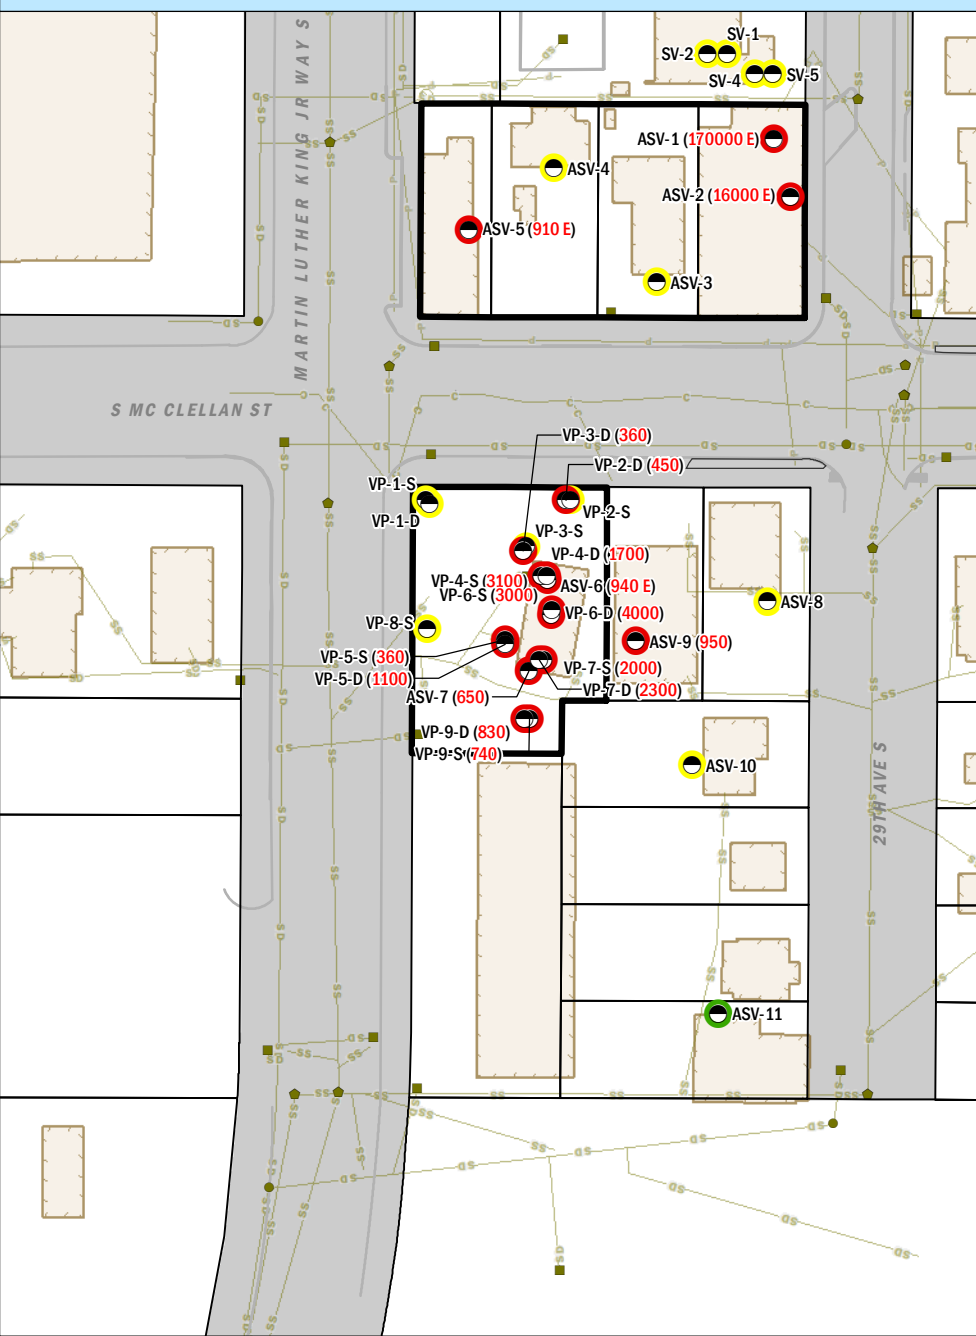 MARTIN LUTHER KING JR WAY S
SV-1
SV-2
SV-4
SV-5
ASV-1 (170000 E)
ASV-4
ASV-2 (16000 E)
ASV-5 (910 E)
ASV-3
S MC CLELLAN ST
VP-3-D (360)
VP-2-D (450)
VP-1-S
VP-2-S
VP-1-D
VP-3-S
VP-4-D (1700)
VP-4-S (3100)
ASV-6 (940 E)
VP-6-S (3000)
ASV-8
VP-6-D (4000)
VP-8-S
ASV-9 (950)
VP-5-S (360)
VP-7-S (2000)
VP-5-D (1100)
VP-7-D (2300)
ASV-7 (650)
VP-9-D (830)
VP-9-S (740)
ASV-10
29TH AVE S
ASV-11